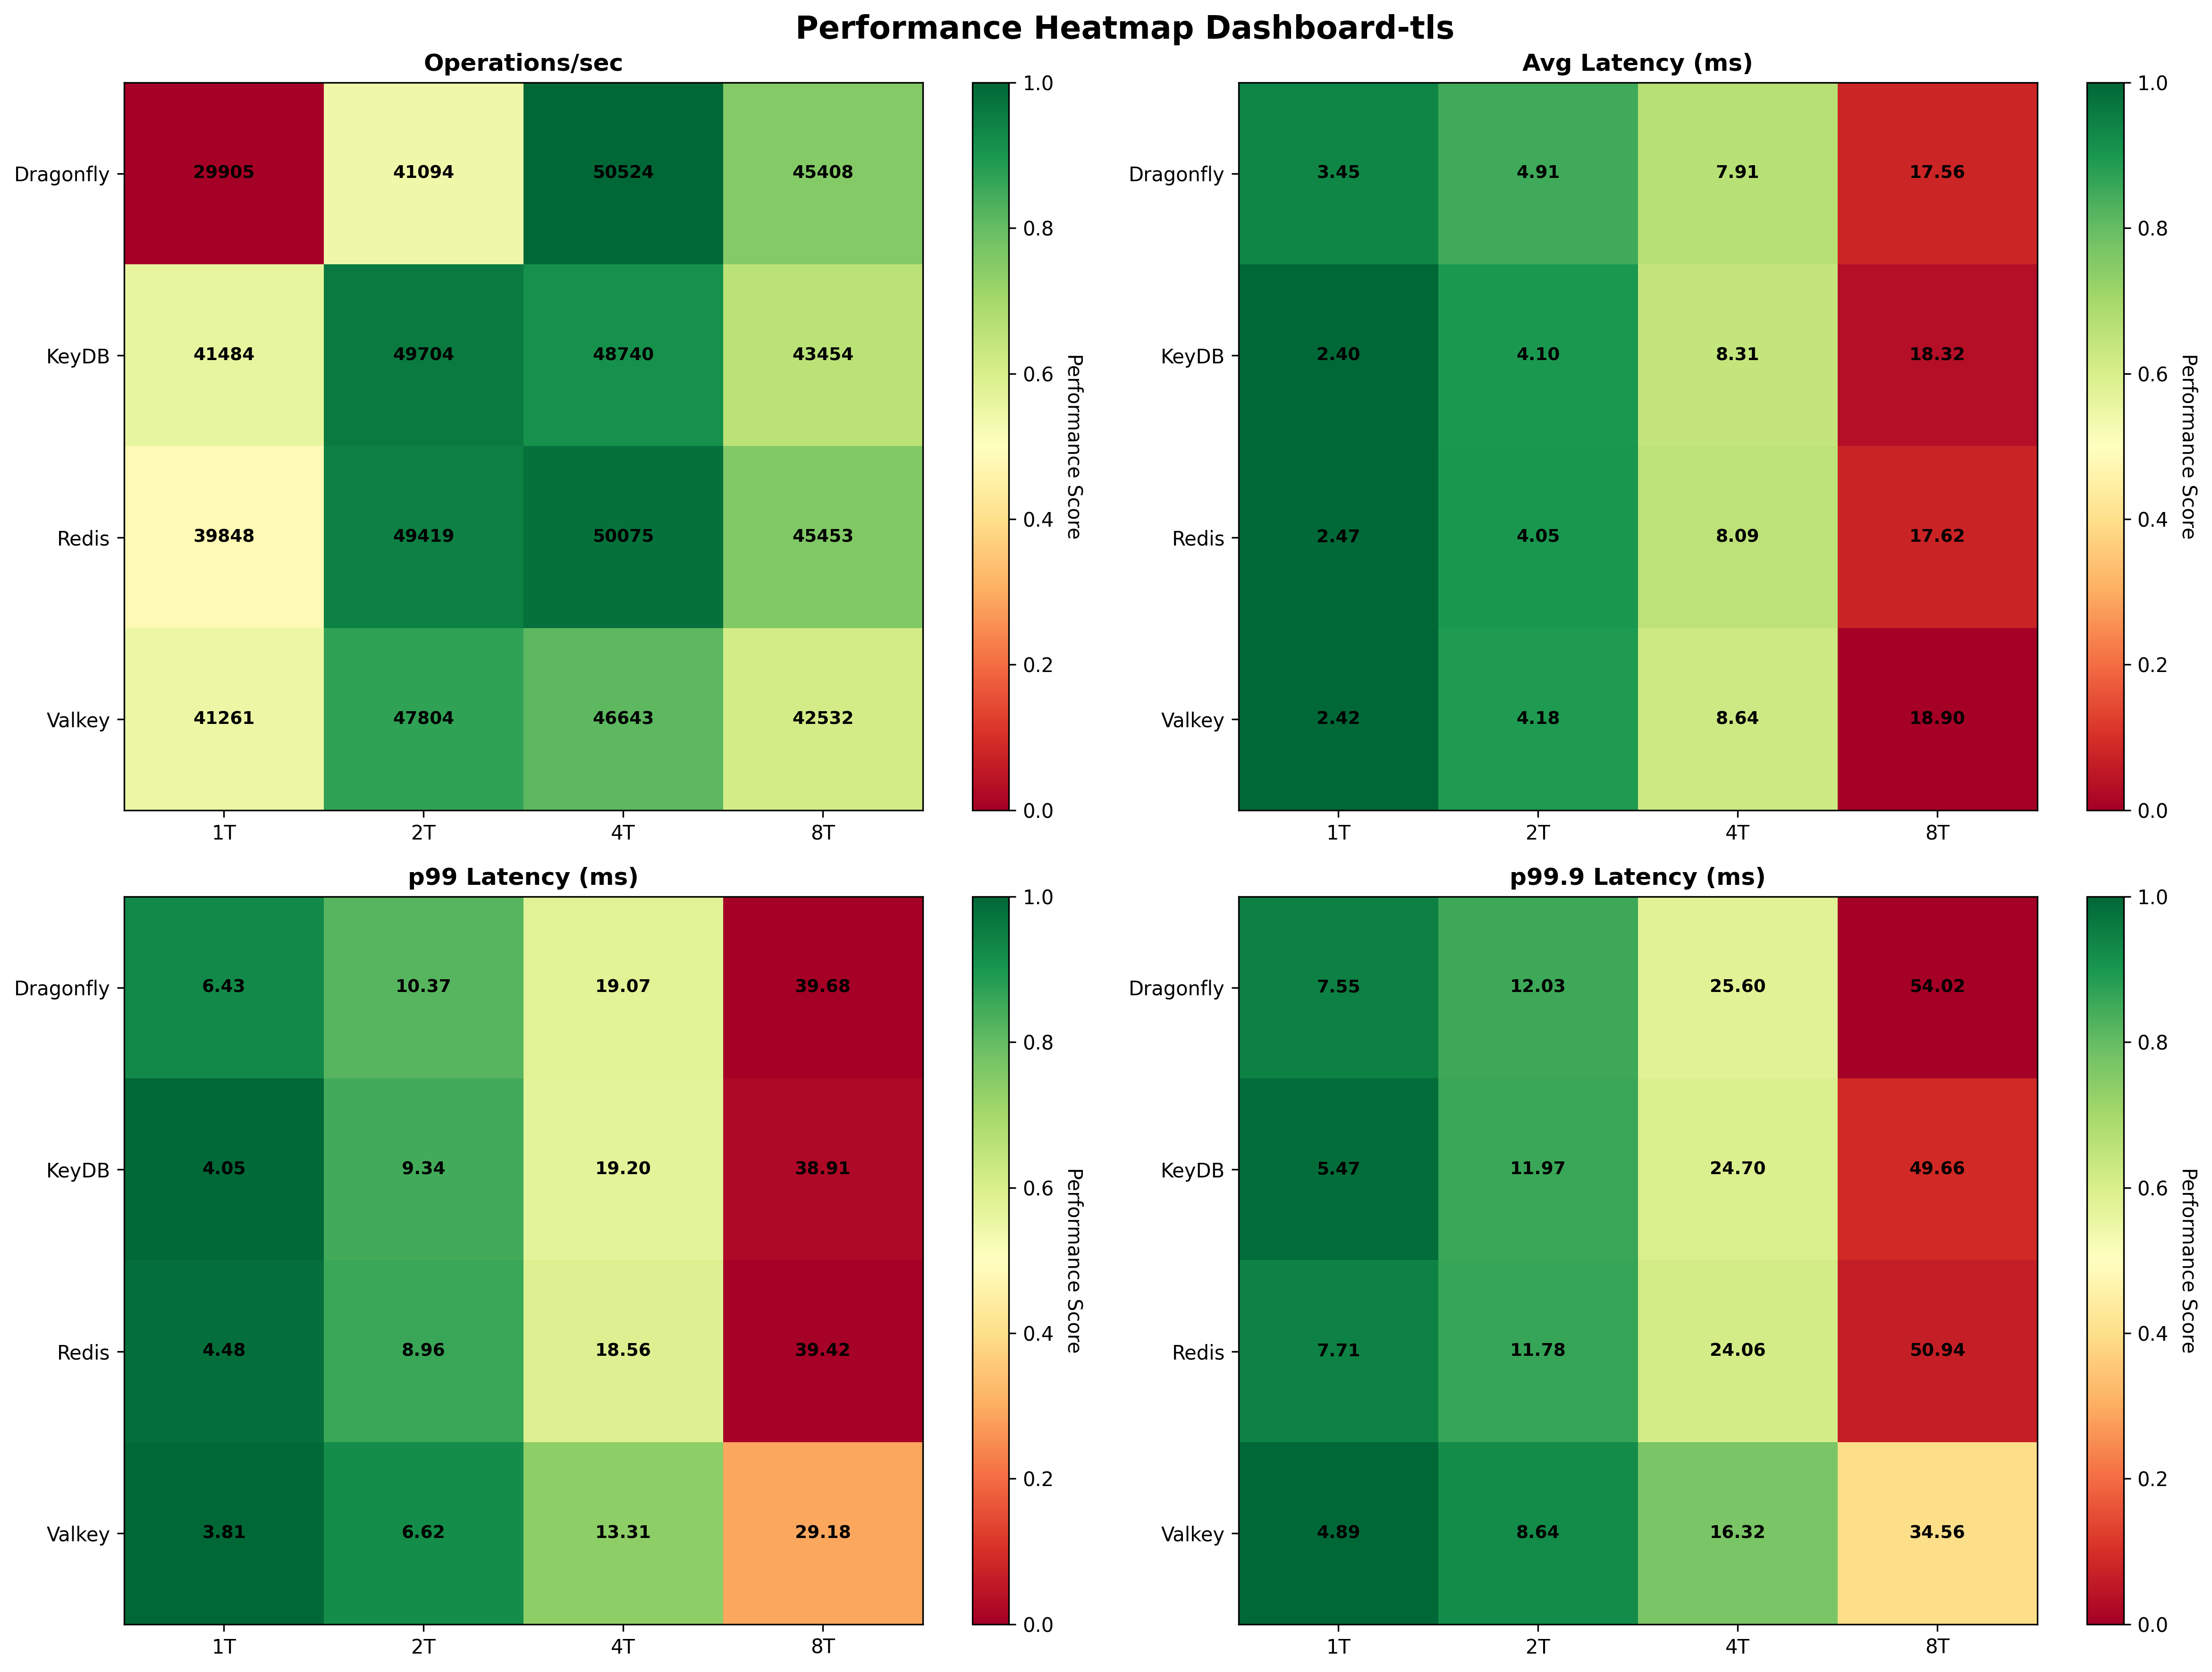 Performance Heatmap Dashboard-tls
Operations/sec
Dragonfly 29905 41094 50524 45408
KeyDB 41484 49704 48740 43454
Redis 39848 49419 50075 45453
Valkey 41261 47804 46643 42532
1T 2T 4T 8T
1.0
0.8
0.6
0.4
0.2
0.0
Performance Score
Avg Latency (ms)
Dragonfly 3.45 4.91 7.91 17.56
KeyDB 2.40 4.10 8.31 18.32
Redis 2.47 4.05 8.09 17.62
Valkey 2.42 4.18 8.64 18.90
1T 2T 4T 8T
1.0
0.8
0.6
0.4
0.2
0.0
Performance Score
p99 Latency (ms)
Dragonfly 6.43 10.37 19.07 39.68
KeyDB 4.05 9.34 19.20 38.91
Redis 4.48 8.96 18.56 39.42
Valkey 3.81 6.62 13.31 29.18
1T 2T 4T 8T
1.0
0.8
0.6
0.4
0.2
0.0
Performance Score
p99.9 Latency (ms)
Dragonfly 7.55 12.03 25.60 54.02
KeyDB 5.47 11.97 24.70 49.66
Redis 7.71 11.78 24.06 50.94
Valkey 4.89 8.64 16.32 34.56
1T 2T 4T 8T
1.0
0.8
0.6
0.4
0.2
0.0
Performance Score